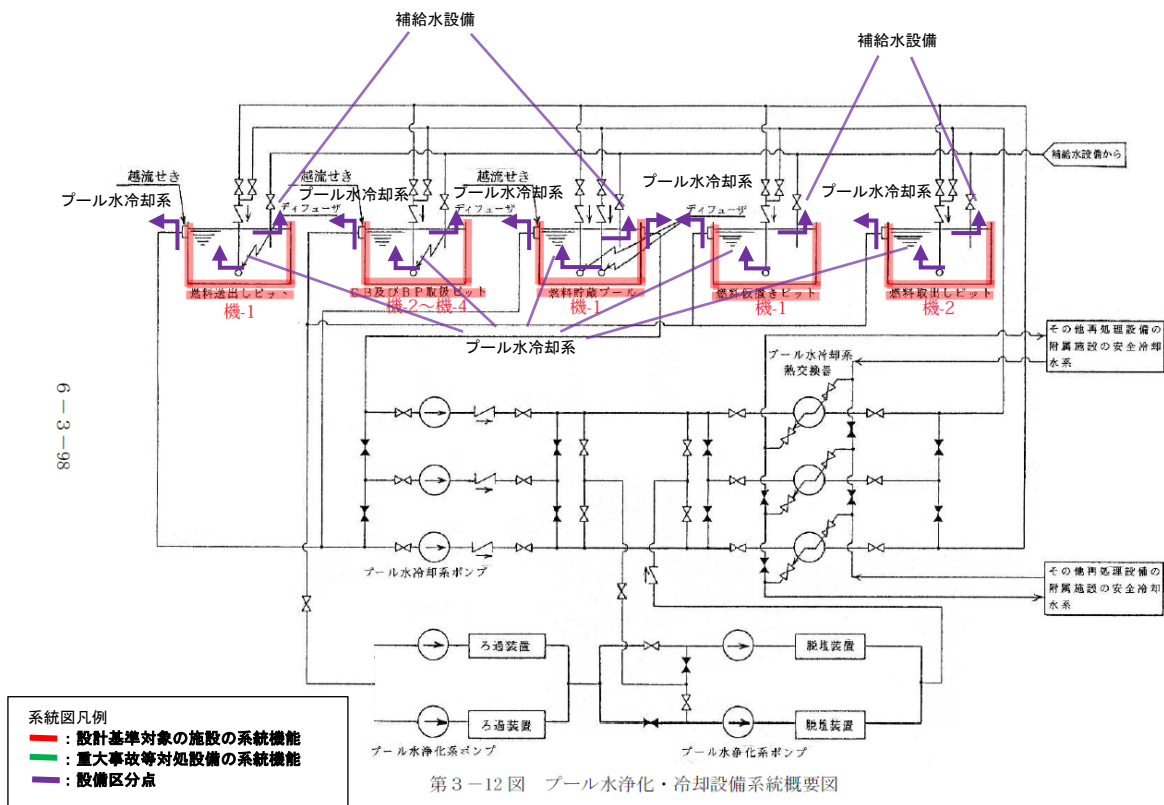 補給水設備
補給水設備
補給水設備から
越流せき
プール水冷却系
越流せき
プール水冷却系
ディフューザ
越流せき
プール水冷却系
ディフューザ
プール水冷却系
ディフューザ
プール水冷却系
燃料送出しピット
機-1
CB及びBP取扱ピット
機-2～機-4
燃料貯蔵プール
機-1
燃料仮置きピット
機-1
燃料取出しピット
機-2
プール水冷却系
プール水冷却系
熱交換器
その他再処理設備の
附属施設の安全冷却
水系
6－3－98
プール水冷却系ポンプ
その他再処理設備の
附属施設の安全冷却
水系
ろ過装置
脱塩装置
ろ過装置
脱塩装置
プール水浄化系ポンプ
プール水浄化系ポンプ
系統図凡例
：設計基準対象の施設の系統機能
：重大事故等対処設備の系統機能
：設備区分点
第３－12図　プール水浄化・冷却設備系統概要図